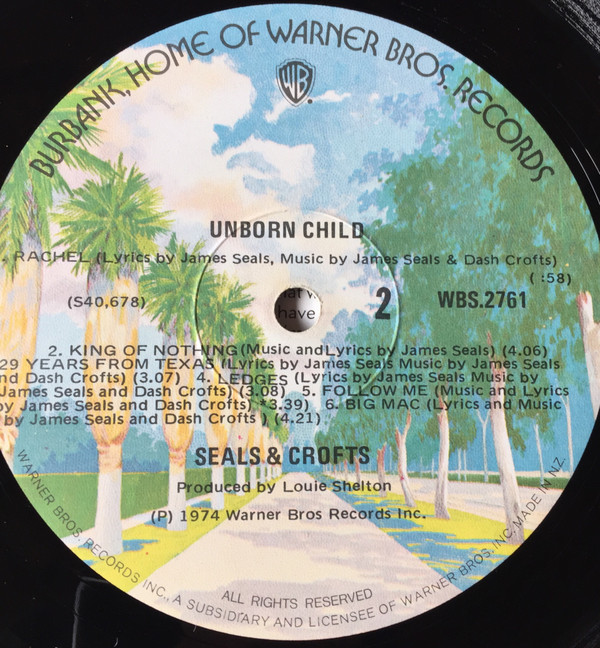 BURBANK, HOME OF WARNER BROS. RECORDS
WB
UNBORN CHILD
. RACHEL (Lyrics by James Seals, Music by James Seals & Dash Crofts)
( :58)
(S40,678)
have
2
WBS.2761
2. KING OF NOTHING (Music and Lyrics by James Seals) (4.06)
29 YEARS FROM TEXAS (Lyrics by James Seals Music by James Seals
nd Dash Crofts) (3.07) 4. LEDGES (Lyrics by James Seals Music by
James Seals and Dash Crofts) (3.08) 5. FOLLOW ME (Music and Lyrics
by James Seals and Dash Crofts) *3.39) 6. BIG MAC (Lyrics and Music
by James Seals and Dash Crofts ) (4.21)
SEALS & CROFTS
Produced by Louie Shelton
(P) 1974 Warner Bros Records Inc.
ALL RIGHTS RESERVED
WARNER BROS. RECORDS INC., A SUBSIDIARY AND LICENSEE OF WARNER BROS. INC. MADE IN NZ.